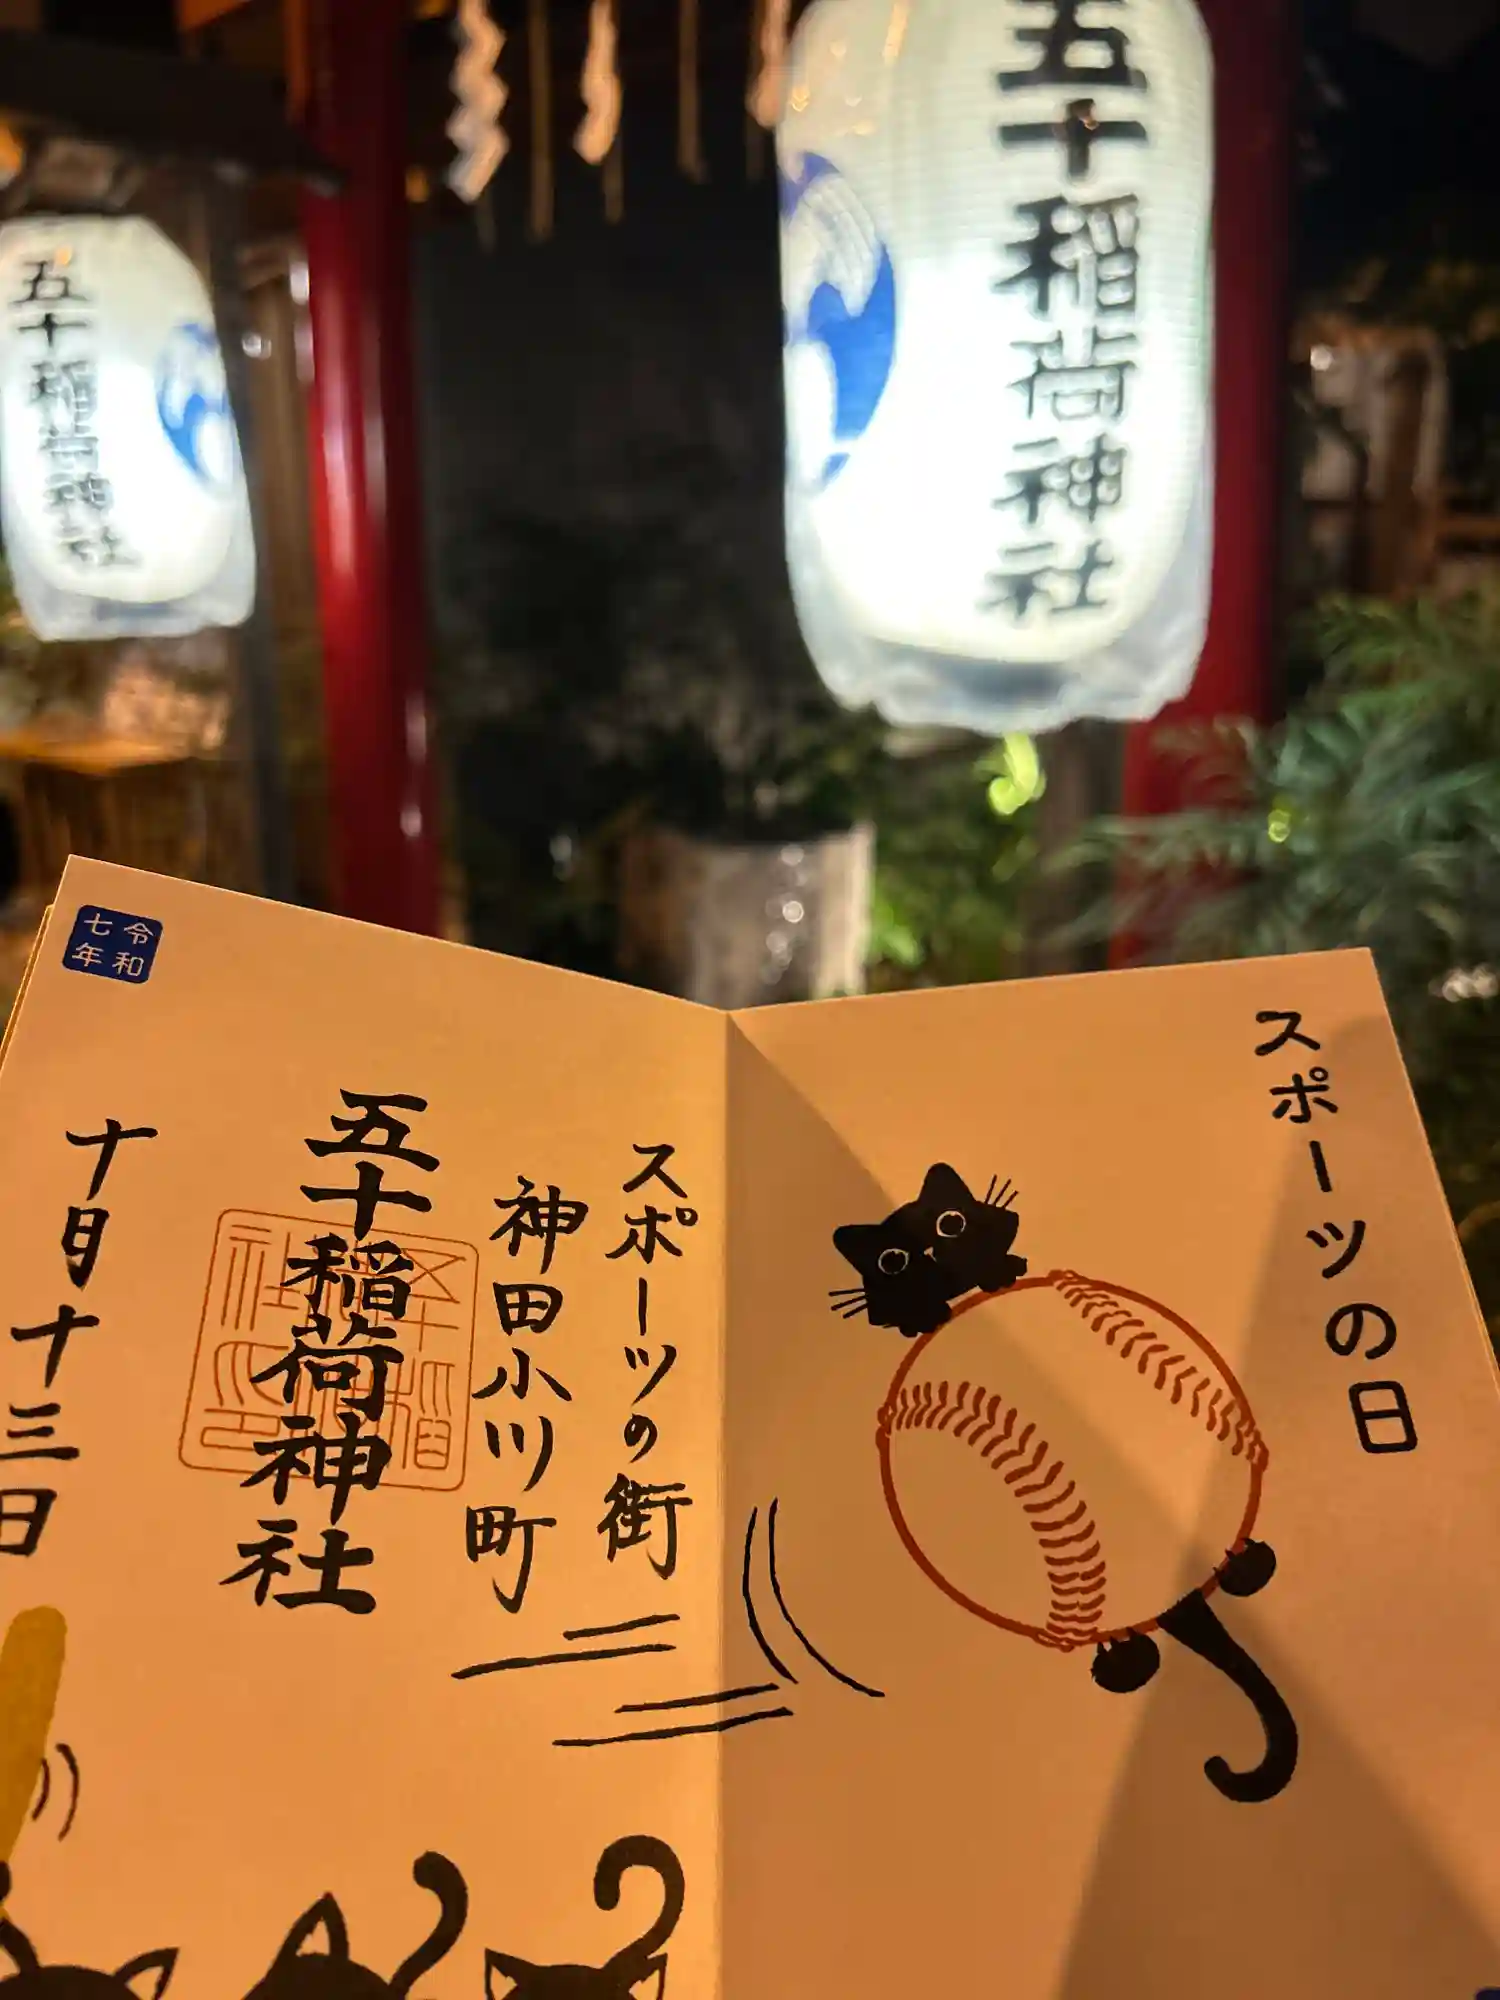 五十稲荷神社
五十稲荷神社
スポーツの日
スポーツの街
神田小川町
五十稲荷神社
令和
七年
十月十三日